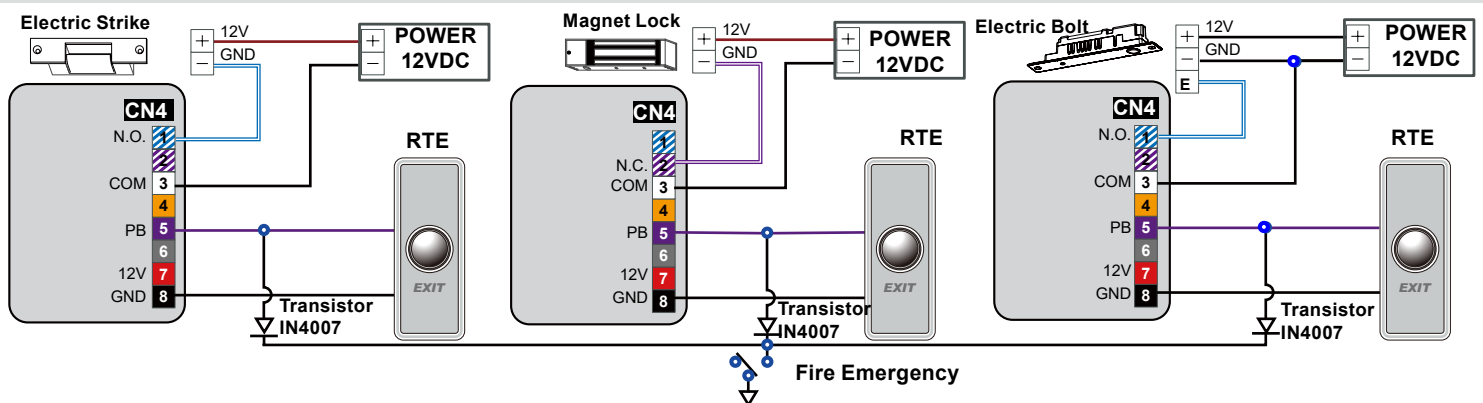 Electric Strike
+ 12V
− GND
+ POWER
− 12VDC
CN4
N.O. 1
2
COM 3
4
PB 5
6
12V 7
GND 8
RTE
EXIT
Transistor
IN4007
Magnet Lock
+ 12V
− GND
+ POWER
− 12VDC
CN4
1
N.C. 2
COM 3
4
PB 5
6
12V 7
GND 8
RTE
EXIT
Transistor
IN4007
Electric Bolt
+ 12V
− GND
E
+ POWER
− 12VDC
CN4
N.O. 1
2
COM 3
4
PB 5
6
12V 7
GND 8
RTE
EXIT
Transistor
IN4007
Fire Emergency